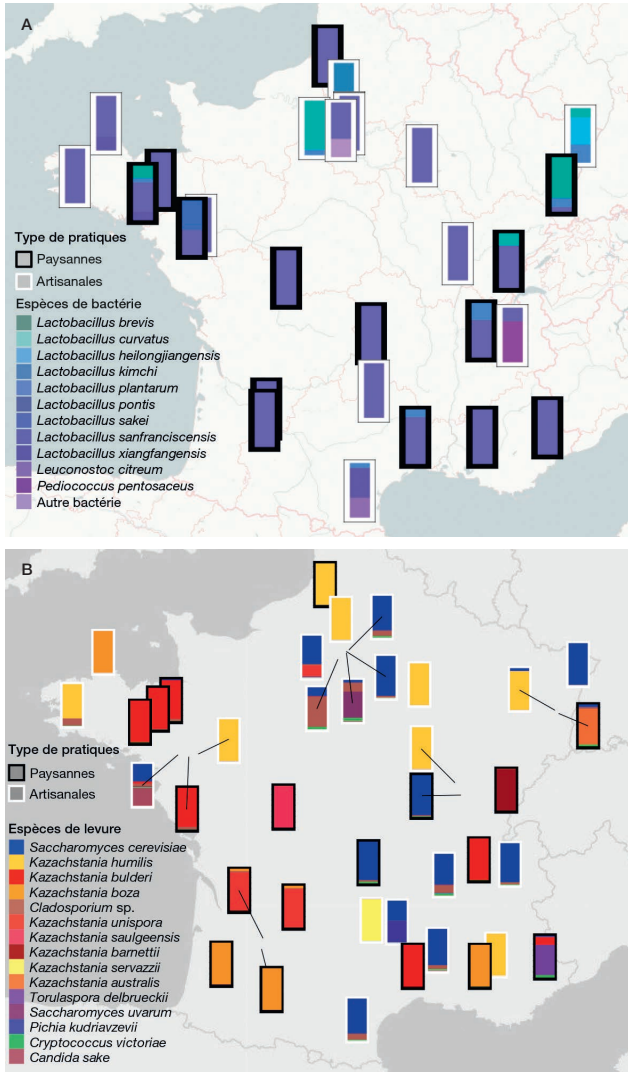 A
Type de pratiques
Paysannes
Artisanales
Espèces de bactérie
Lactobacillus brevis
Lactobacillus curvatus
Lactobacillus heilongjiangensis
Lactobacillus kimchi
Lactobacillus plantarum
Lactobacillus pontis
Lactobacillus sakei
Lactobacillus sanfranciscensis
Lactobacillus xiangfangensis
Leuconostoc citreum
Pediococcus pentosaceus
Autre bactérie
B
Type de pratiques
Paysannes
Artisanales
Espèces de levure
Saccharomyces cerevisiae
Kazachstania humilis
Kazachstania bulderi
Kazachstania boza
Cladosporium sp.
Kazachstania unispora
Kazachstania saulgeensis
Kazachstania barnettii
Kazachstania servazzii
Kazachstania australis
Torulaspora delbrueckii
Saccharomyces uvarum
Pichia kudriavzevii
Cryptococcus victoriae
Candida sake